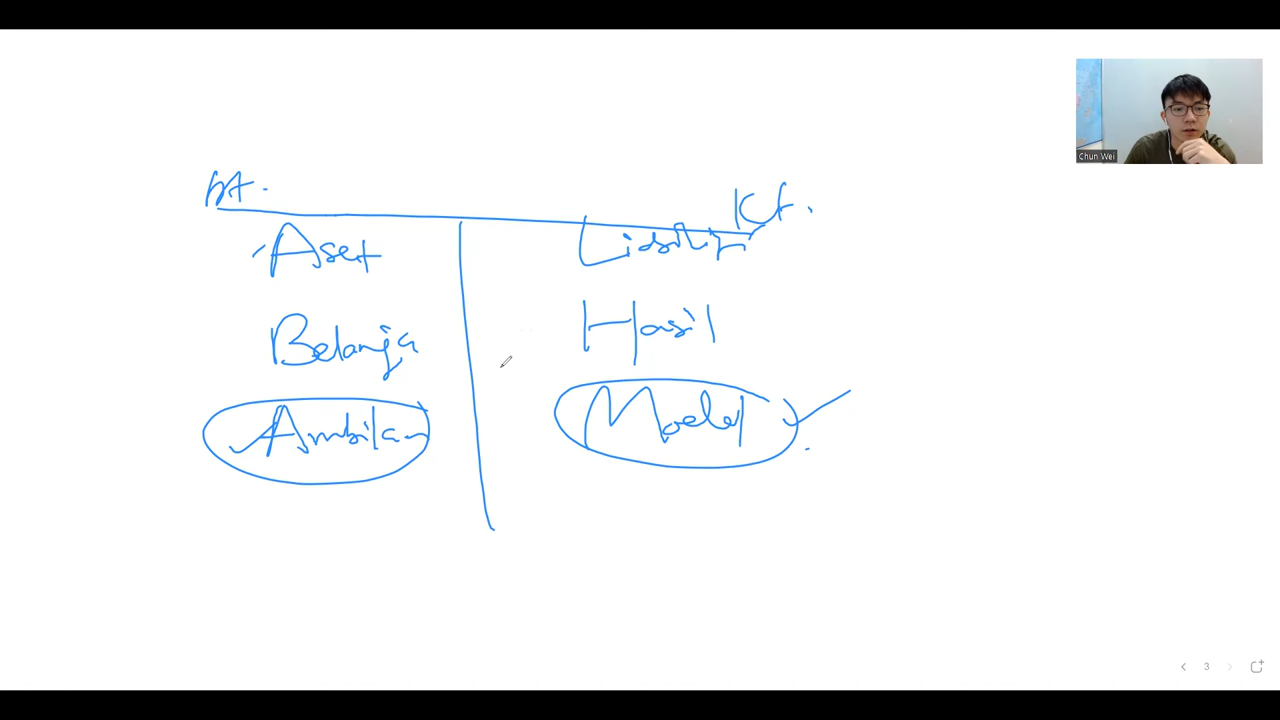 Dt.
Kt.
Aset
Liabiliti
Belanja
Hasil
Ambilan
Modal
Chun Wei
3